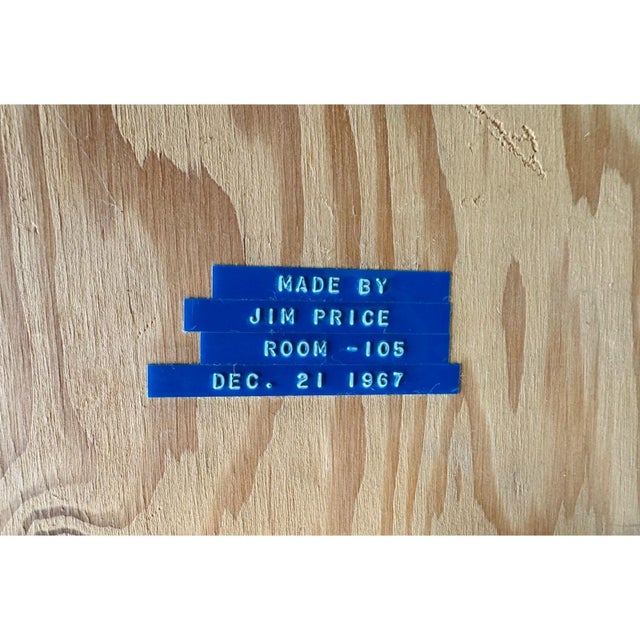 MADE BY
JIM PRICE
ROOM -105
DEC. 21 1967